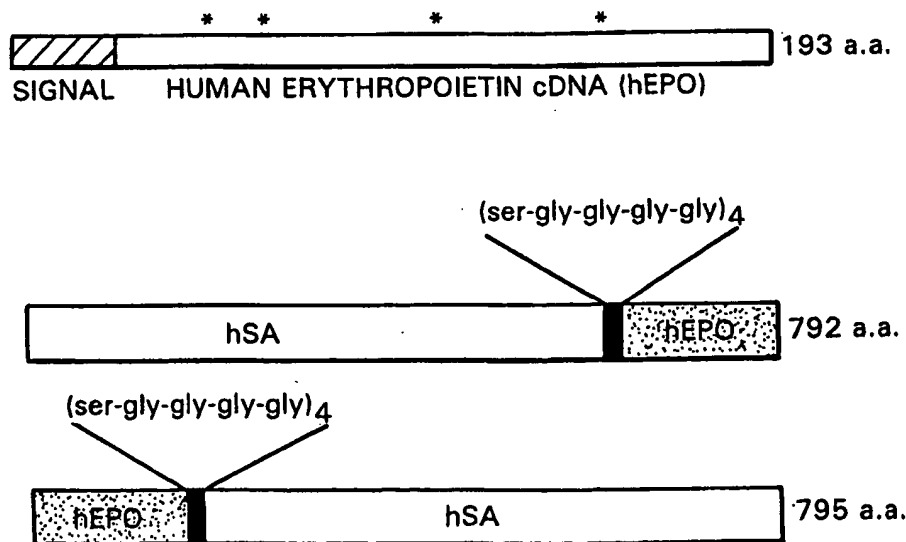 * * * *
193 a.a.
SIGNAL HUMAN ERYTHROPOIETIN cDNA (hEPO)
(ser-gly-gly-gly-gly)4
hSA hEPO 792 a.a.
(ser-gly-gly-gly-gly)4
hEPO hSA 795 a.a.